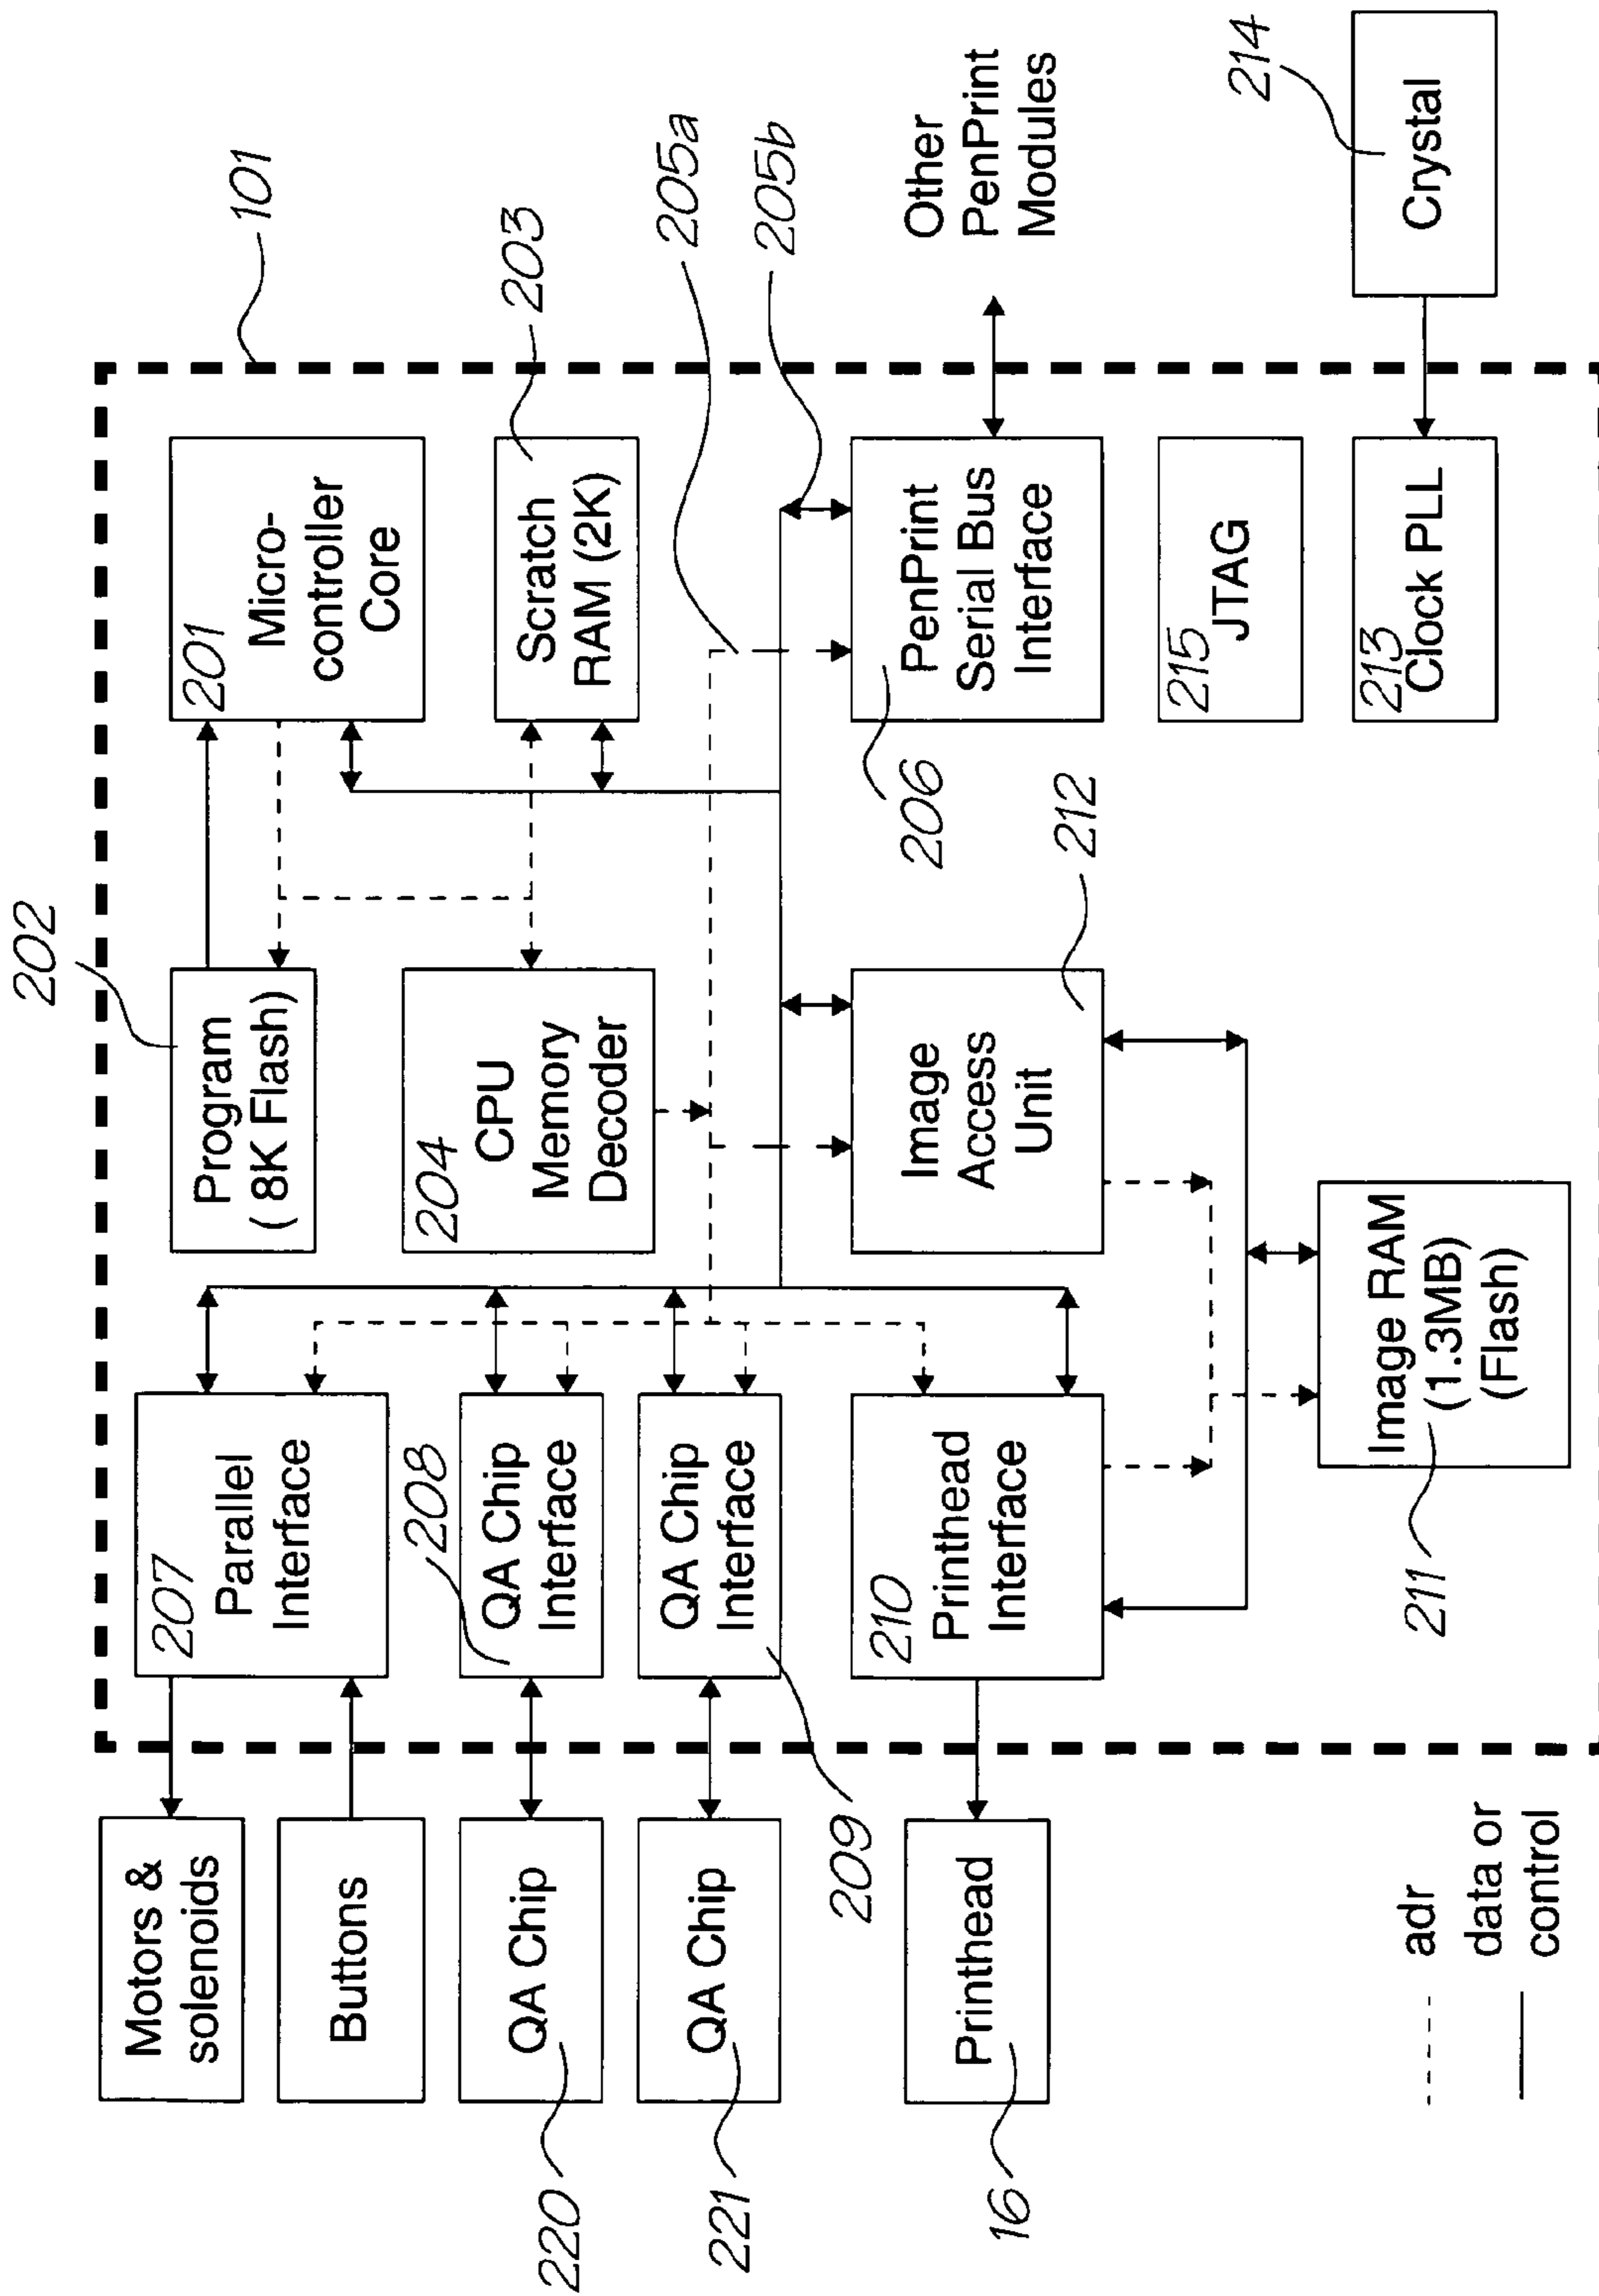 101
202
201
Micro-
controller
Core
Program
( 8K Flash)
203
Scratch
RAM (2K)
204
CPU
Memory
Decoder
205a
205b
207
Parallel
Interface
208
QA Chip
Interface
QA Chip
Interface
209
210
Printhead
Interface
Image
Access
Unit
212
206
PenPrint
Serial Bus
Interface
Other
PenPrint
Modules
215
JTAG
213
Clock PLL
214
Crystal
Image RAM
(1.3MB)
(Flash)
211
Motors &
solenoids
Buttons
QA Chip
220
QA Chip
221
Printhead
16
adr
data or
control